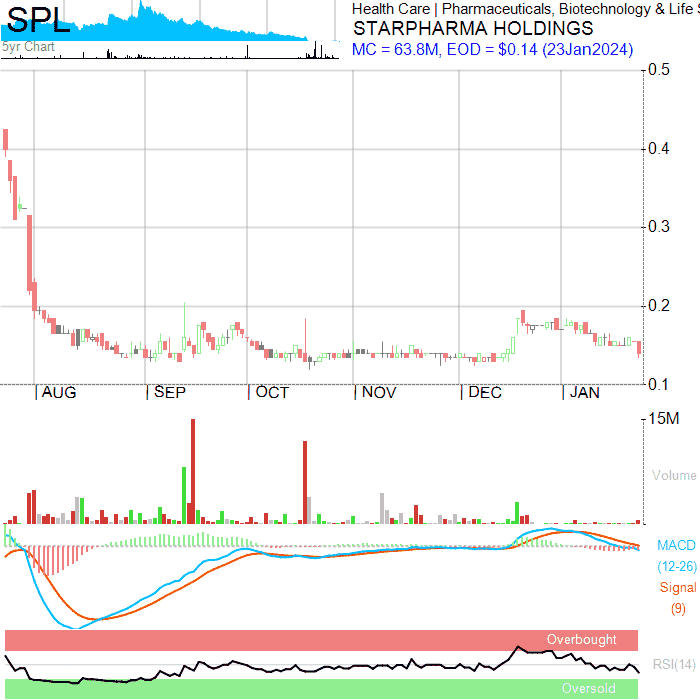 SPL
5yr Chart
Health Care | Pharmaceuticals, Biotechnology & Life S
STARPHARMA HOLDINGS
MC = 63.8M, EOD = $0.14 (23Jan2024)
0.5
0.4
0.3
0.2
0.1
AUG SEP OCT NOV DEC JAN
15M
Volume
MACD
(12-26)
Signal
(9)
Overbought
RSI(14)
Oversold